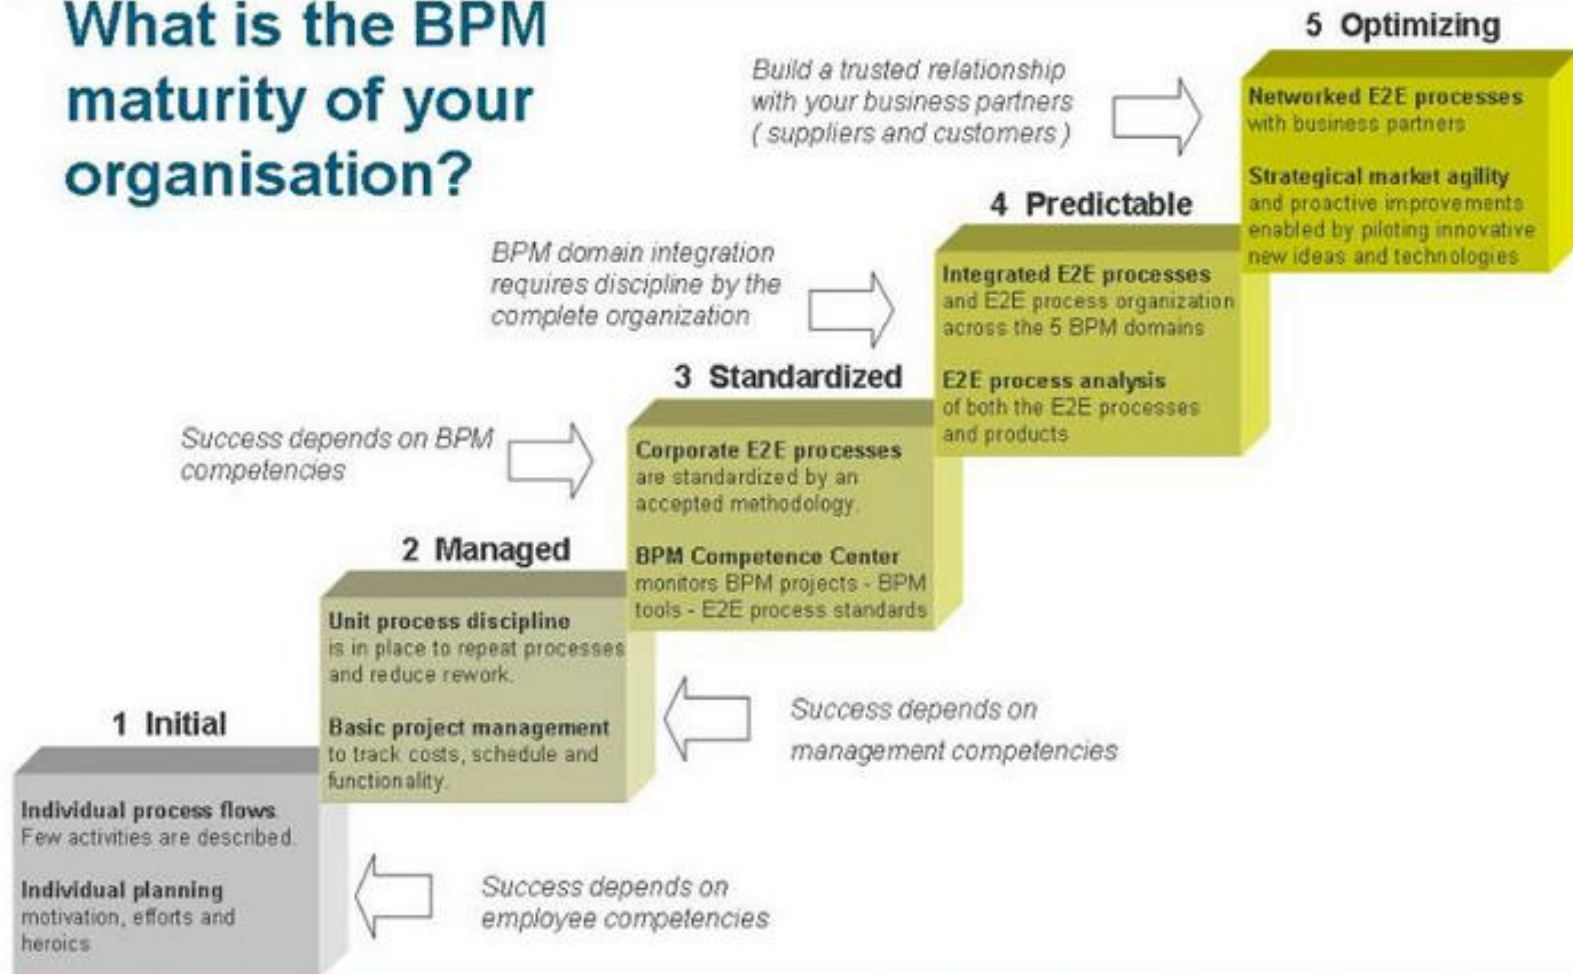 What is the BPM
maturity of your
organisation?
5 Optimizing
Build a trusted relationship
with your business partners
( suppliers and customers )
Networked E2E processes
with business partners
Strategical market agility
and proactive improvements
enabled by piloting innovative
new ideas and technologies
4 Predictable
BPM domain integration
requires discipline by the
complete organization
Integrated E2E processes
and E2E process organization
across the 5 BPM domains
E2E process analysis
of both the E2E processes
and products
3 Standardized
Success depends on BPM
competencies
Corporate E2E processes
are standardized by an
accepted methodology.
BPM Competence Center
monitors BPM projects - BPM
tools - E2E process standards
2 Managed
Unit process discipline
is in place to repeat processes
and reduce rework.
Basic project management
to track costs, schedule and
functionality.
Success depends on
management competencies
1 Initial
Individual process flows
Few activities are described.
Individual planning
motivation, efforts and
heroics
Success depends on
employee competencies